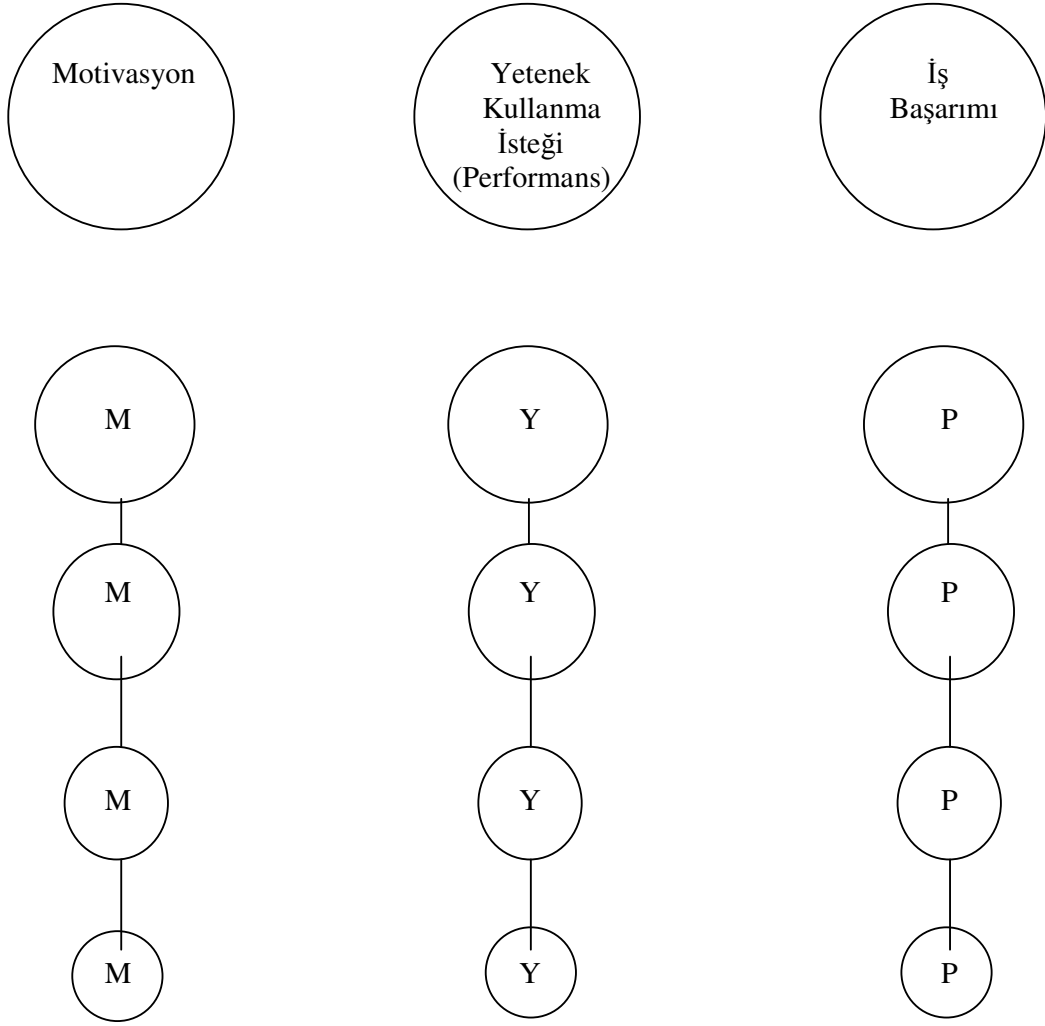 Motivasyon
Yetenek
Kullanma
İsteği
(Performans)
İş
Başarımı
M
Y
P
M
Y
P
M
Y
P
M
Y
P